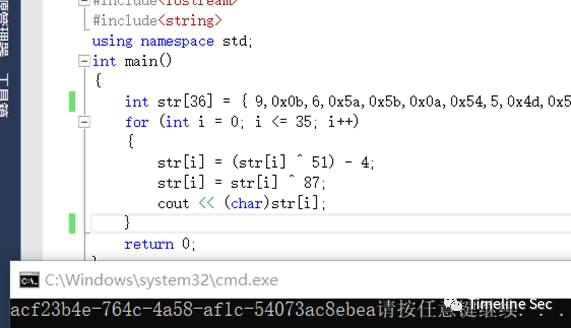 源管理器
工具箱
#include<iostream>
#include<string>
using namespace std;
int main()
{
int str[36] = { 9,0x0b,6,0x5a,0x5b,0x0a,0x54,5,0x4d,0x5
for (int i = 0; i <= 35; i++)
{
str[i] = (str[i] ^ 51) - 4;
str[i] = str[i] ^ 87;
cout << (char)str[i];
}
return 0;
}
C:\Windows\system32\cmd.exe
acf23b4e-764c-4a58-af1c-54073ac8ebea请按任意键继续. . .
Timeline Sec